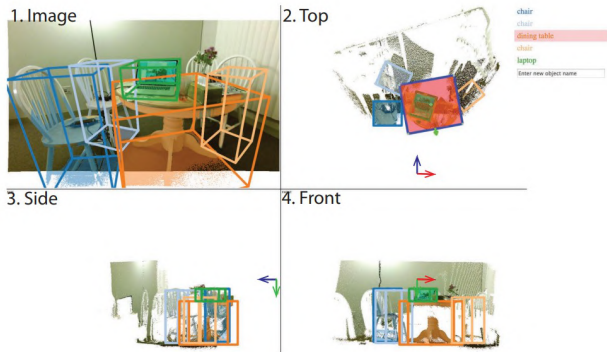 1. Image
2. Top
chair
chair
dining table
chair
laptop
Enter new object name
3. Side
4. Front